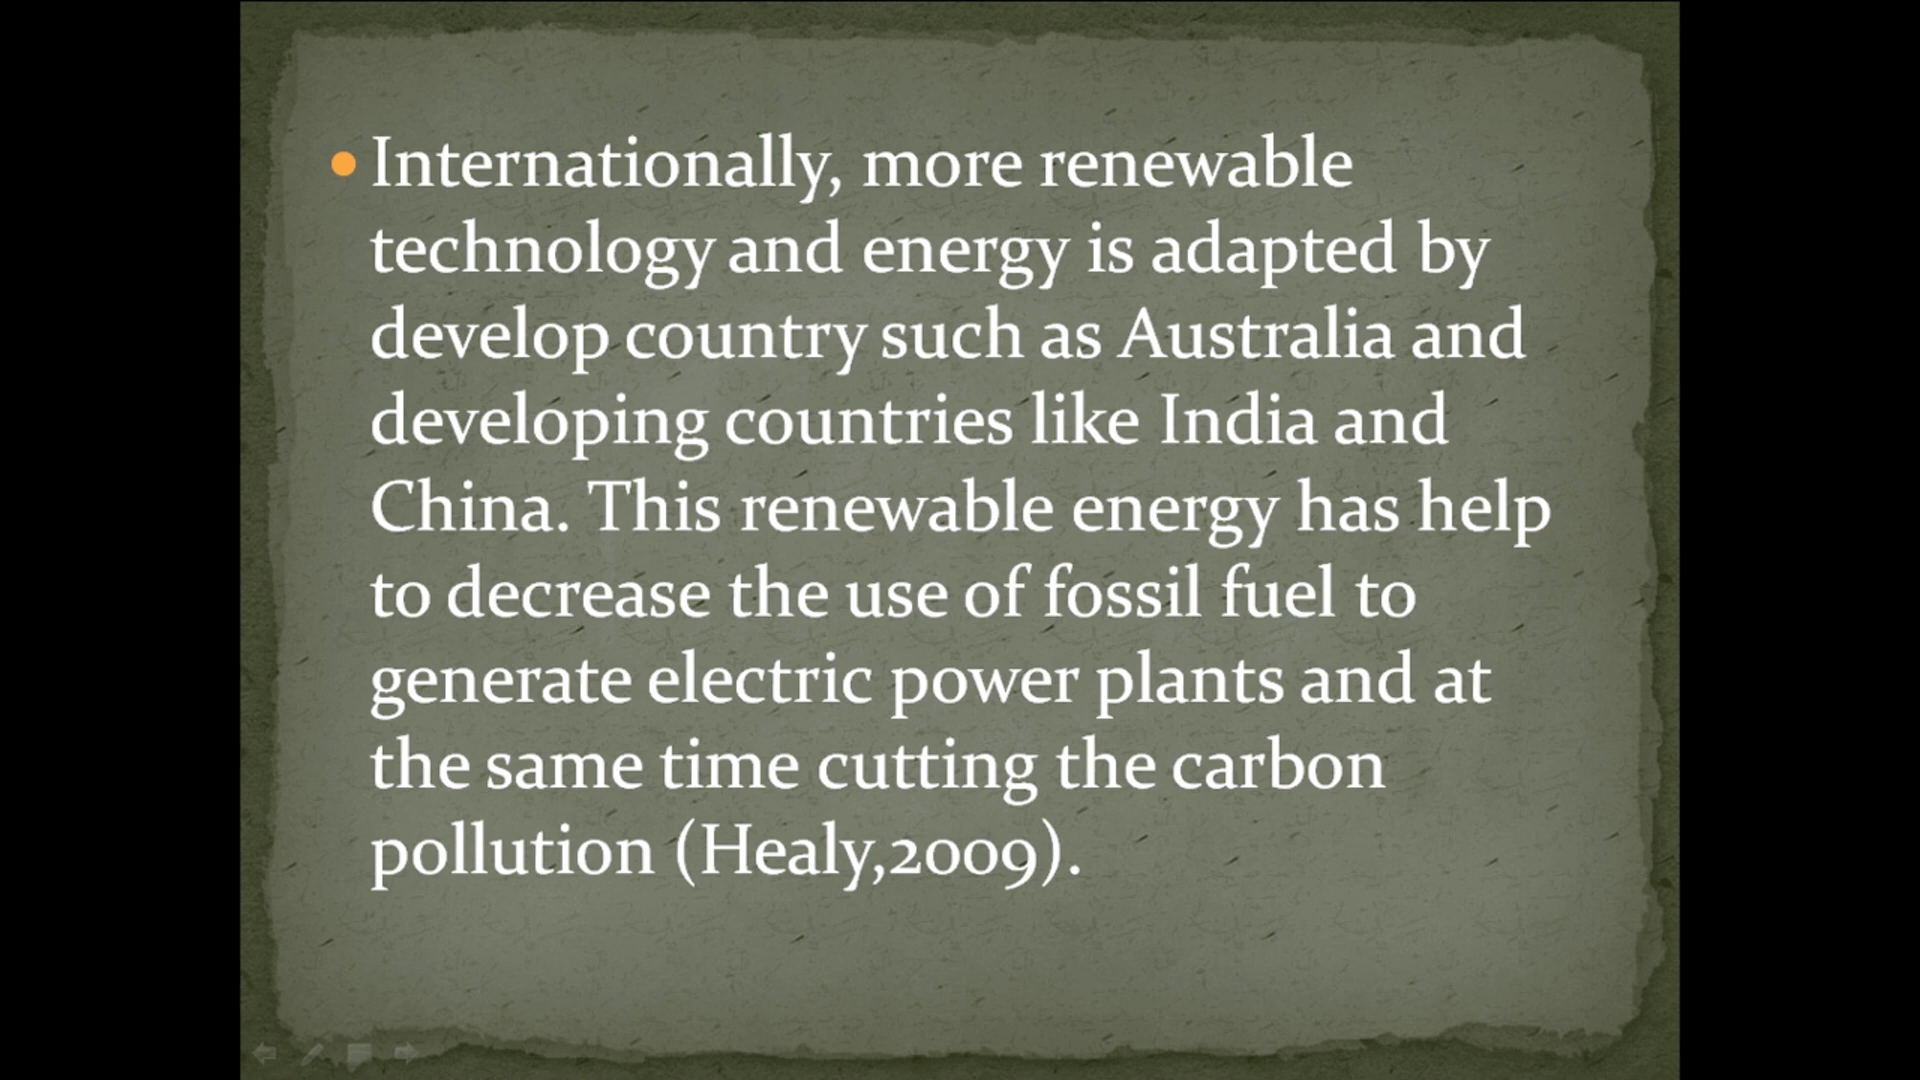 Internationally, more renewable
technology and energy is adapted by
develop country such as Australia and
developing countries like India and
China. This renewable energy has help
to decrease the use of fossil fuel to
generate electric power plants and at
the same time cutting the carbon
pollution (Healy,2009).